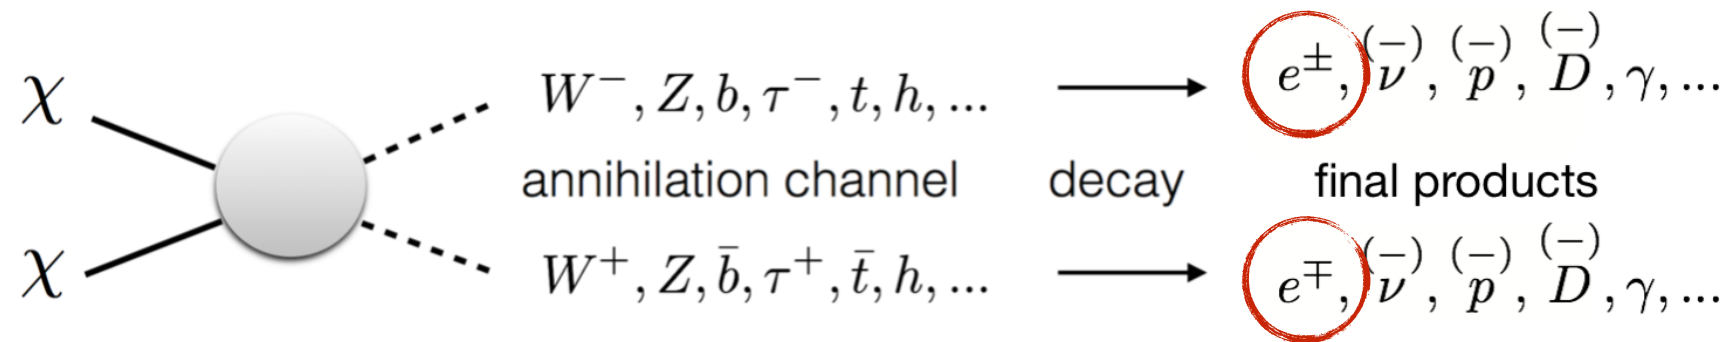 χ W⁻, Z, b, τ⁻, t, h, ... e^±, ν^(−), p^(−), D^(−), γ, ...
annihilation channel decay final products
χ W⁺, Z, b̄, τ⁺, t̄, h, ... e^∓, ν^(−), p^(−), D^(−), γ, ...